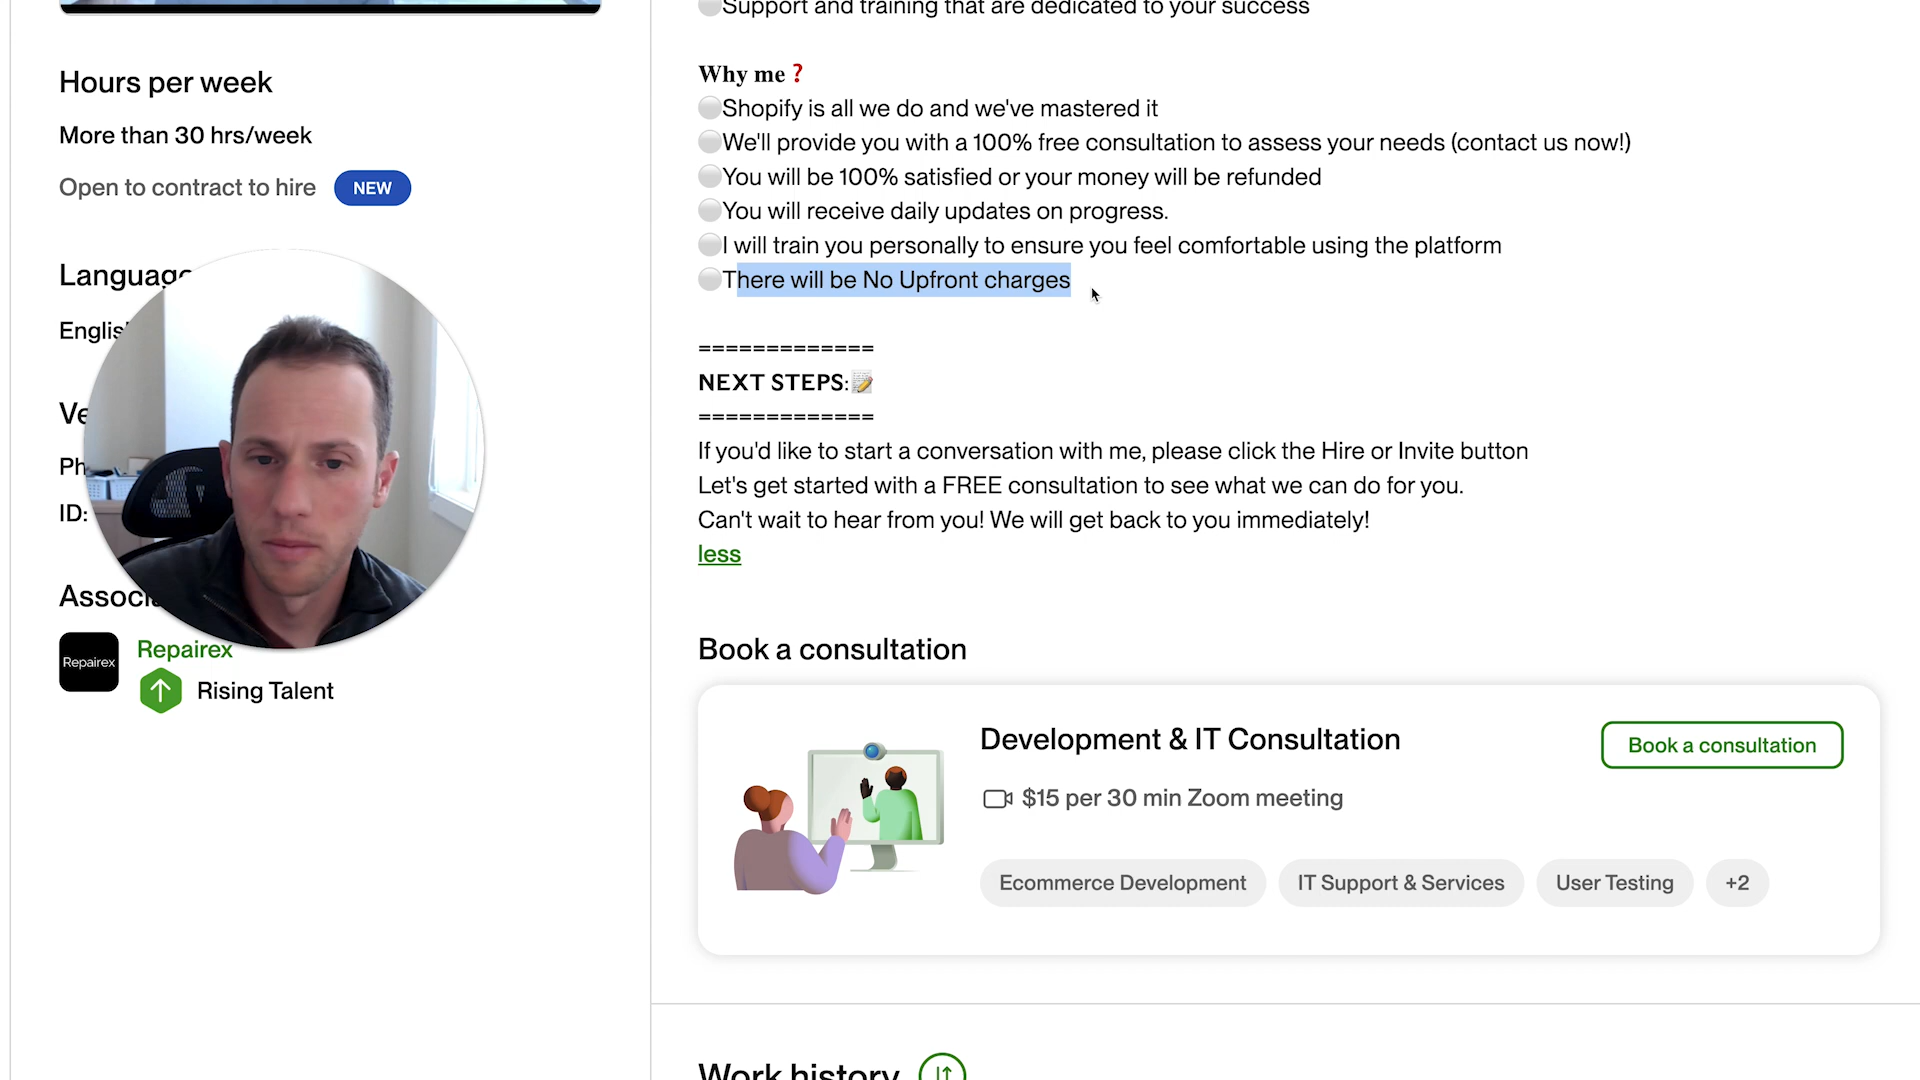 Hours per week
More than 30 hrs/week
Open to contract to hire NEW
Languag
Englis
Ve
Ph
ID:
Associ
Repairex
Repairex
Rising Talent
Support and training that are dedicated to your success
Why me❓
⚪Shopify is all we do and we've mastered it
⚪We'll provide you with a 100% free consultation to assess your needs (contact us now!)
⚪You will be 100% satisfied or your money will be refunded
⚪You will receive daily updates on progress.
⚪I will train you personally to ensure you feel comfortable using the platform
⚪There will be No Upfront charges
=============
NEXT STEPS:📝
=============
If you'd like to start a conversation with me, please click the Hire or Invite button
Let's get started with a FREE consultation to see what we can do for you.
Can't wait to hear from you! We will get back to you immediately!
less
Book a consultation
Development & IT Consultation
Book a consultation
$15 per 30 min Zoom meeting
Ecommerce Development IT Support & Services User Testing +2
Work history